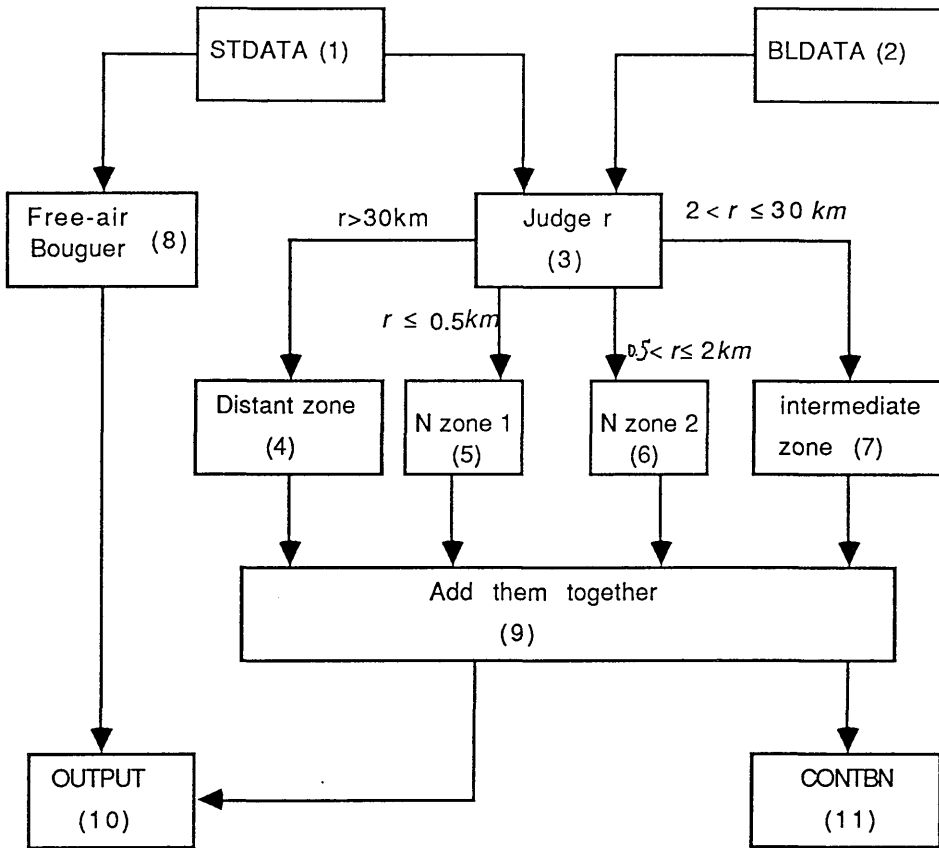 STDATA (1)
BLDATA (2)
Free-air
Bouguer (8)
r>30km
Judge r
(3)
2 < r ≤ 30 km
r ≤ 0.5km
0.5< r≤ 2km
Distant zone
(4)
N zone 1
(5)
N zone 2
(6)
intermediate
zone (7)
Add them together
(9)
OUTPUT
(10)
CONTBN
(11)